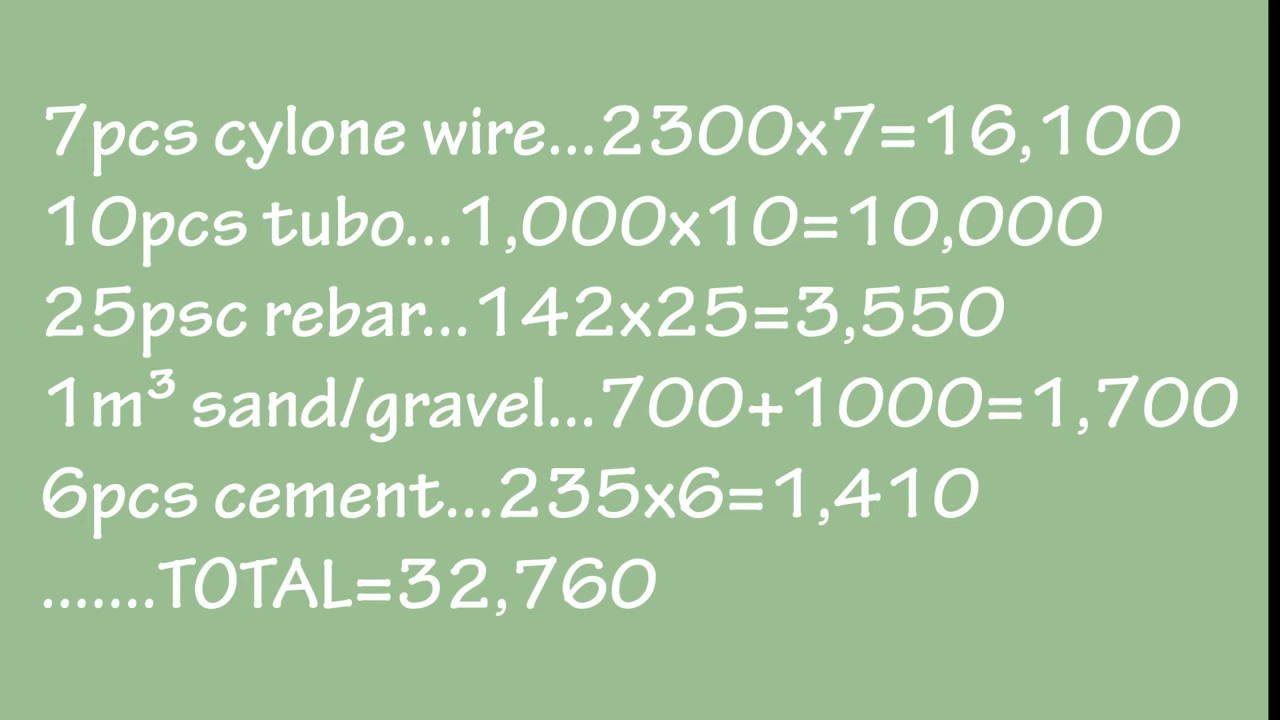 7pcs cylone wire...2300x7=16,100
10pcs tubo...1,000x10=10,000
25psc rebar...142x25=3,550
1m³ sand/gravel...700+1000=1,700
6pcs cement...235x6=1,410
.......TOTAL=32,760